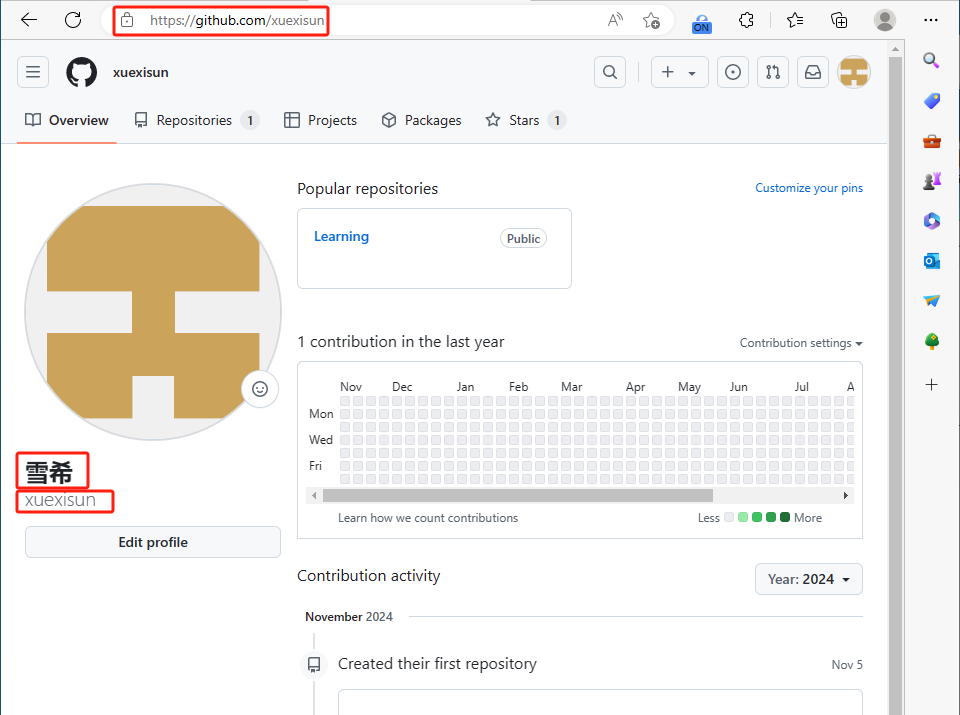 https://github.com/xuexisun
A
ON
xuexisun
Overview
Repositories 1
Projects
Packages
Stars 1
Popular repositories
Customize your pins
Learning
Public
1 contribution in the last year
Contribution settings
Nov Dec Jan Feb Mar Apr May Jun Jul A
Mon
Wed
Fri
Learn how we count contributions
Less
More
雪希
xuexisun
Edit profile
Contribution activity
Year: 2024
November 2024
Created their first repository
Nov 5